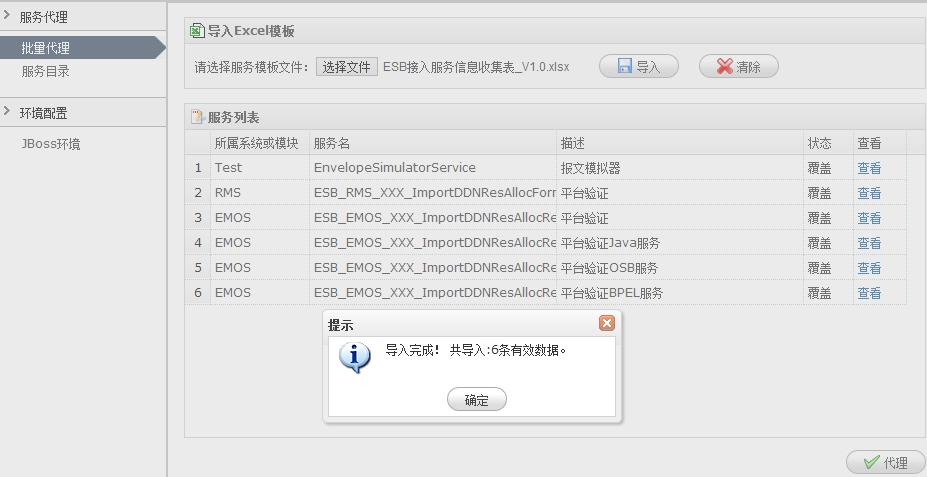 服务代理
批量代理
服务目录
环境配置
JBoss环境
导入Excel模板
请选择服务模板文件： 选择文件 ESB接入服务信息收集表_V1.0.xlsx 导入 清除
服务列表
所属系统或模块 服务名 描述 状态 查看
1 Test EnvelopeSimulatorService 报文模拟器 覆盖 查看
2 RMS ESB_RMS_XXX_ImportDDNResAllocForr 平台验证 覆盖 查看
3 EMOS ESB_EMOS_XXX_ImportDDNResAllocRe 平台验证 覆盖 查看
4 EMOS ESB_EMOS_XXX_ImportDDNResAllocRe 平台验证Java服务 覆盖 查看
5 EMOS ESB_EMOS_XXX_ImportDDNResAllocRe 平台验证OSB服务 覆盖 查看
6 EMOS ESB_EMOS_XXX_ImportDDNResAllocRe 平台验证BPEL服务 覆盖 查看
提示
导入完成！ 共导入:6条有效数据。
确定
代理